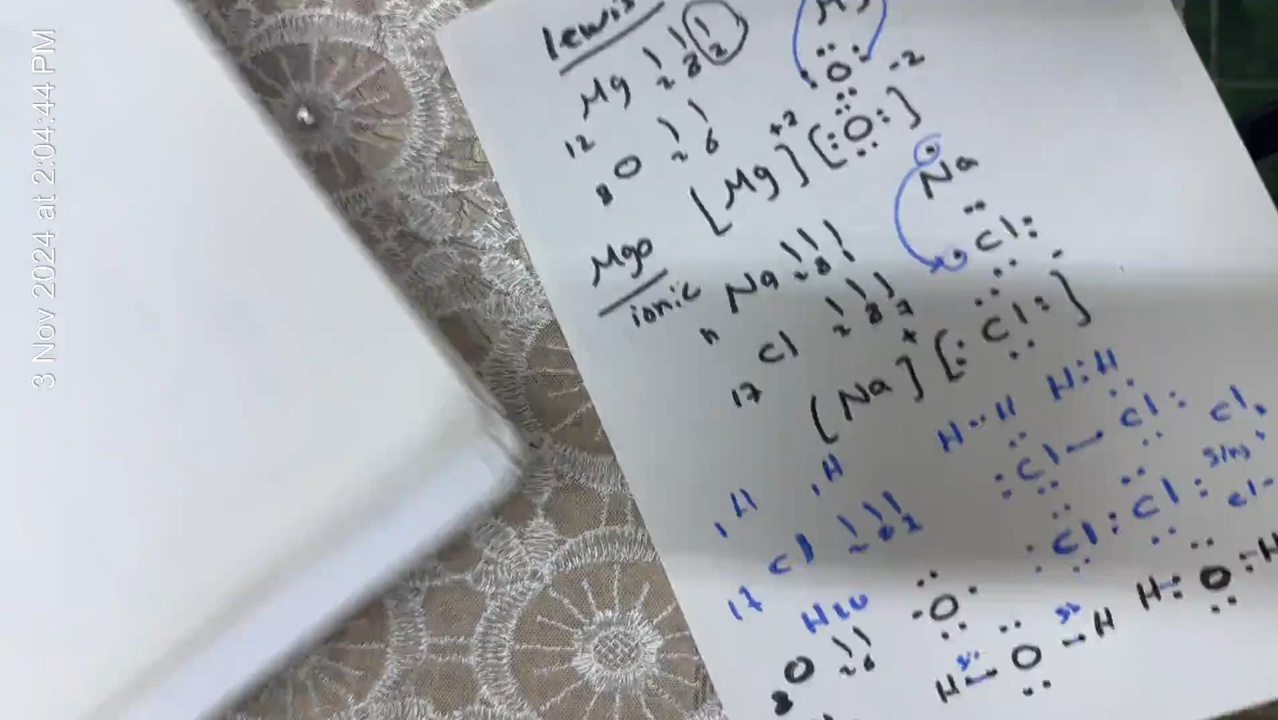 3 Nov 2024 at 2:04:44 PM
lewis
12 Mg 2 8 2
8 O 2 6
O
[Mg]+2 [:O:]-2
MgO
ionic
11 Na 2 8 1
Na
Cl:
17 Cl 2 8 7
[Na]+ [:Cl:]-
H··H H:H
1H 1H
:Cl–Cl:
17 Cl 2 8 7
:Cl:Cl:
H2O
8 O 2 6
O
H–O–H
H:O:H